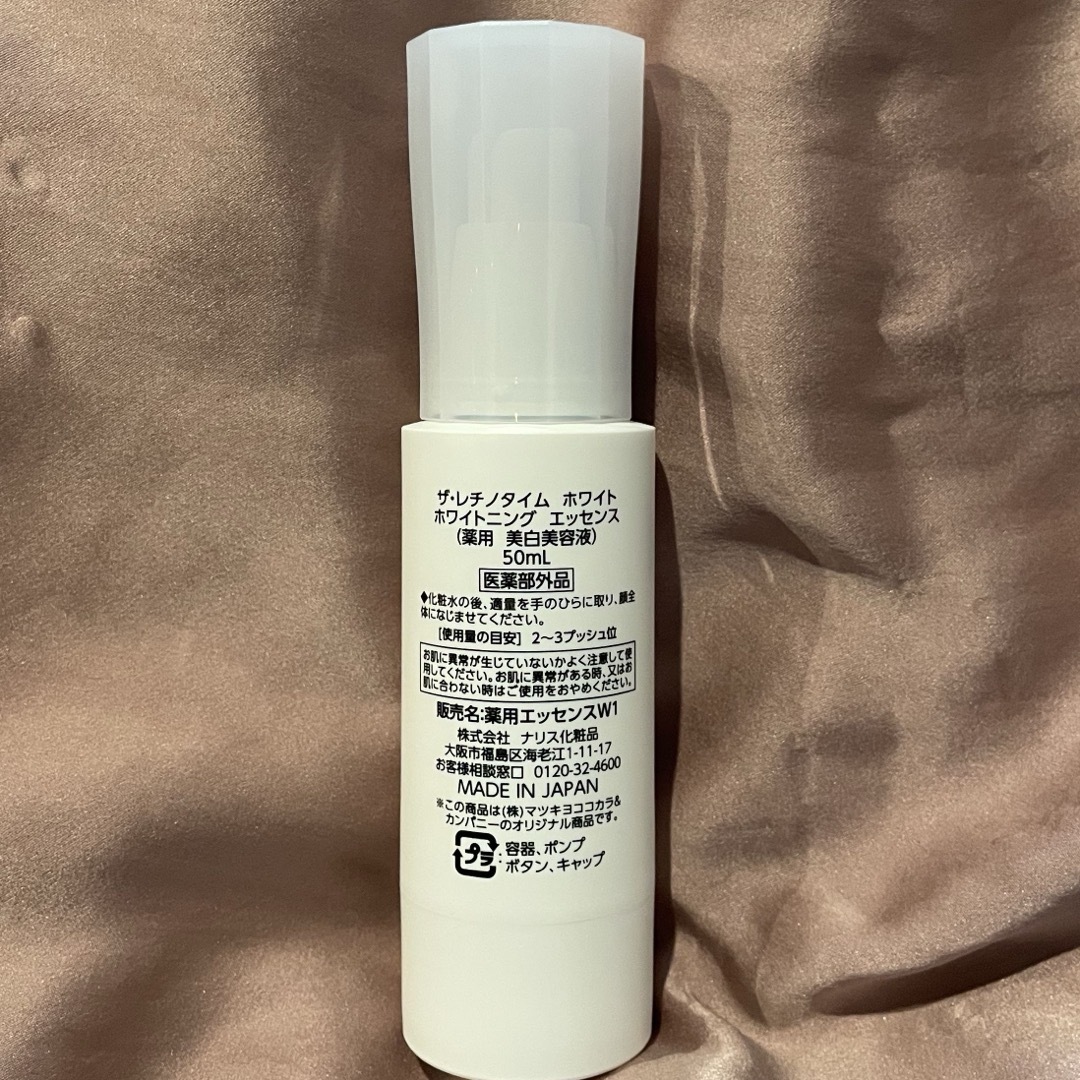 ザ・レチノタイム ホワイト
ホワイトニング エッセンス
(薬用 美白美容液)
50mL
医薬部外品
◆化粧水の後、適量を手のひらに取り、顔全
体になじませてください。
[使用量の目安] 2〜3プッシュ位
お肌に異常が生じていないかよく注意して使
用してください。お肌に異常がある時、又はお
肌に合わない時はご使用をおやめください。
販売名:薬用エッセンスW1
株式会社 ナリス化粧品
大阪市福島区海老江1-11-17
お客様相談窓口 0120-32-4600
MADE IN JAPAN
※この商品は(株)マツキヨココカラ&
カンパニーのオリジナル商品です。
プラ :容器、ポンプ
ボタン、キャップ